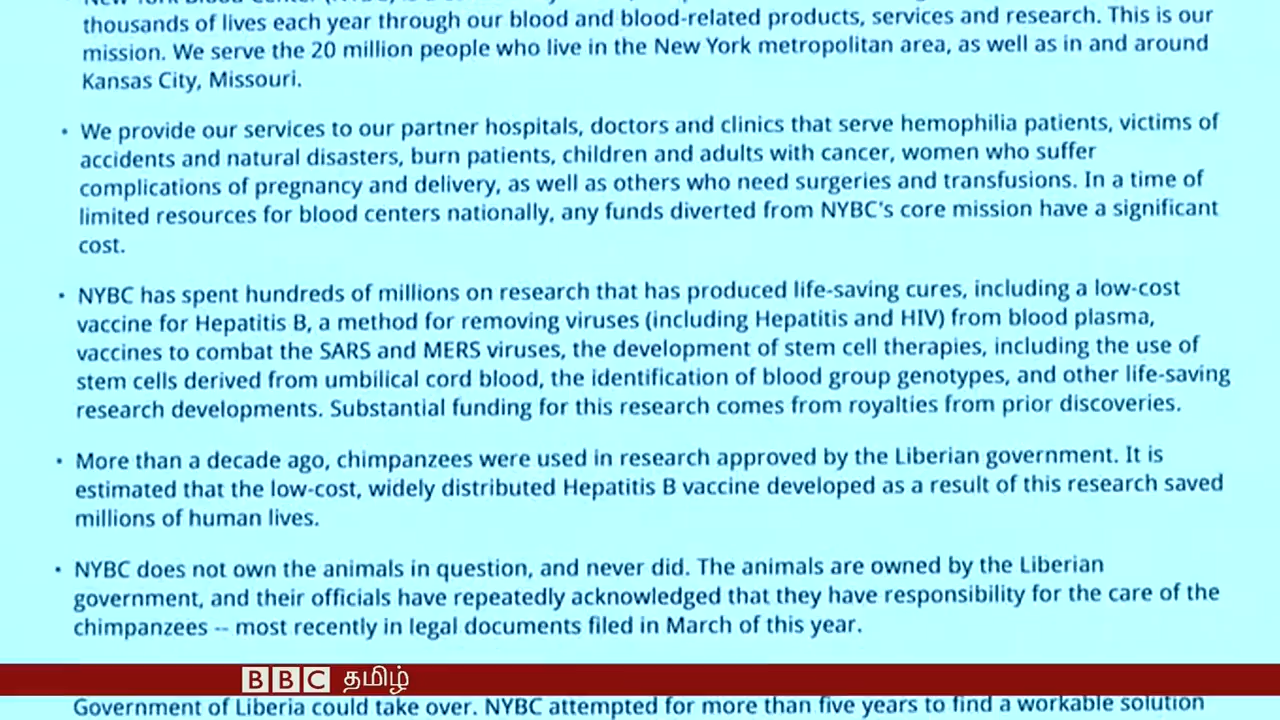 thousands of lives each year through our blood and blood-related products, services and research. This is our
mission. We serve the 20 million people who live in the New York metropolitan area, as well as in and around
Kansas City, Missouri.
• We provide our services to our partner hospitals, doctors and clinics that serve hemophilia patients, victims of
accidents and natural disasters, burn patients, children and adults with cancer, women who suffer
complications of pregnancy and delivery, as well as others who need surgeries and transfusions. In a time of
limited resources for blood centers nationally, any funds diverted from NYBC's core mission have a significant
cost.
• NYBC has spent hundreds of millions on research that has produced life-saving cures, including a low-cost
vaccine for Hepatitis B, a method for removing viruses (including Hepatitis and HIV) from blood plasma,
vaccines to combat the SARS and MERS viruses, the development of stem cell therapies, including the use of
stem cells derived from umbilical cord blood, the identification of blood group genotypes, and other life-saving
research developments. Substantial funding for this research comes from royalties from prior discoveries.
• More than a decade ago, chimpanzees were used in research approved by the Liberian government. It is
estimated that the low-cost, widely distributed Hepatitis B vaccine developed as a result of this research saved
millions of human lives.
• NYBC does not own the animals in question, and never did. The animals are owned by the Liberian
government, and their officials have repeatedly acknowledged that they have responsibility for the care of the
chimpanzees -- most recently in legal documents filed in March of this year.
BBC தமிழ்
Government of Liberia could take over. NYBC attempted for more than five years to find a workable solution